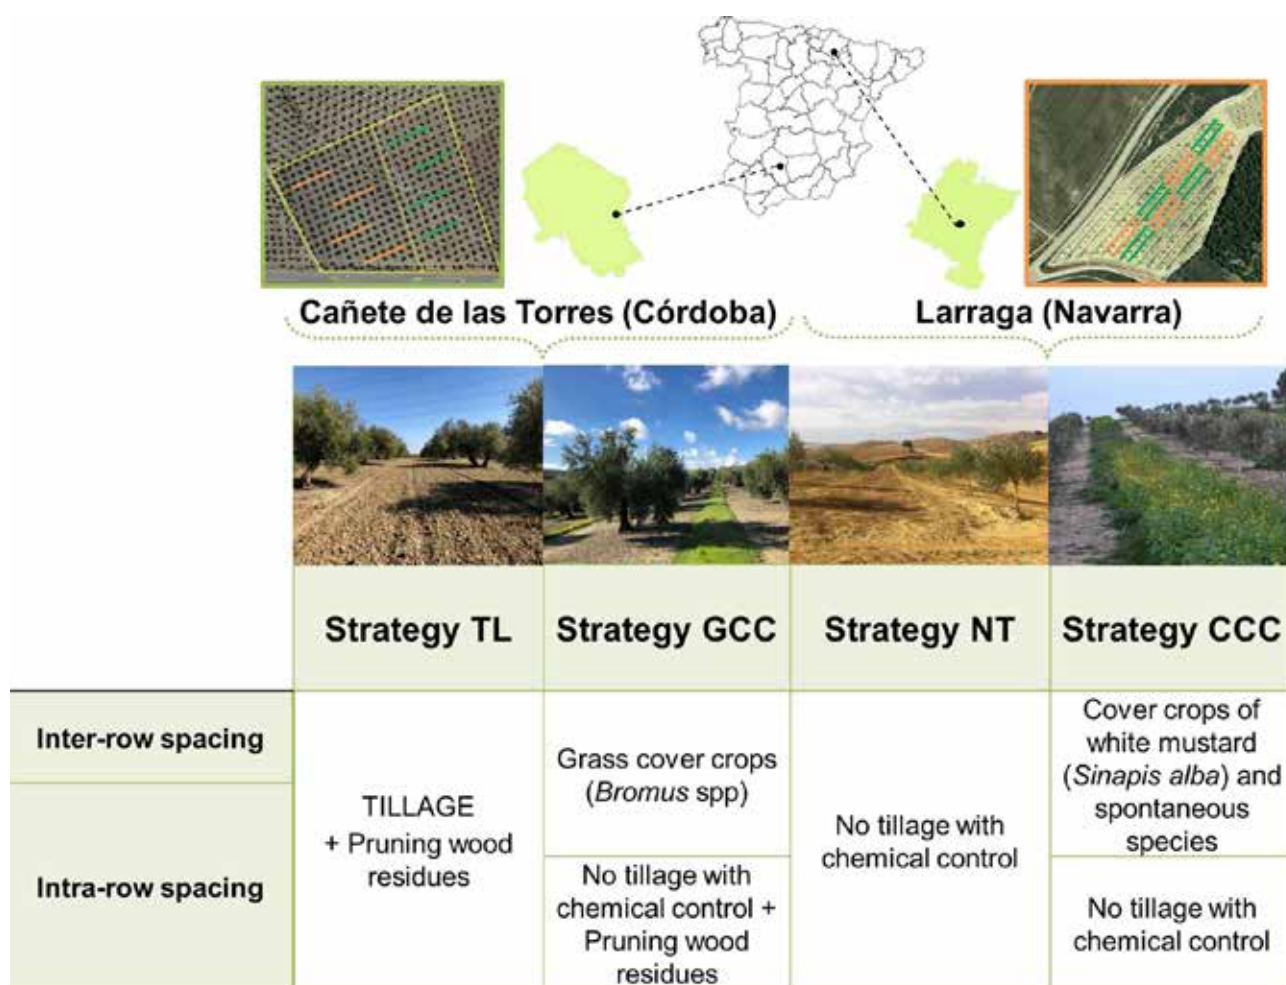 Cañete de las Torres (Córdoba)
Larraga (Navarra)
Strategy TL
Strategy GCC
Strategy NT
Strategy CCC
Inter-row spacing
Intra-row spacing
TILLAGE
+ Pruning wood
residues
Grass cover crops
(Bromus spp)
No tillage with
chemical control +
Pruning wood
residues
No tillage with
chemical control
Cover crops of
white mustard
(Sinapis alba) and
spontaneous
species
No tillage with
chemical control